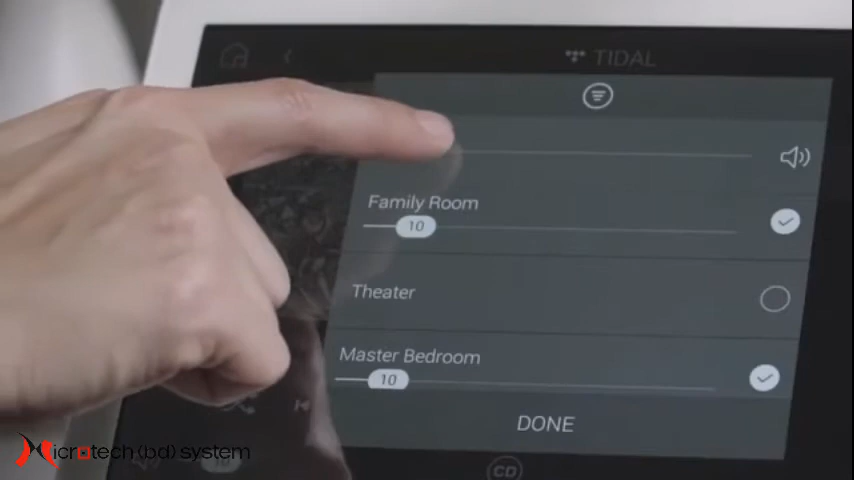 TIDAL
Family Room
10
Theater
Master Bedroom
10
DONE
CD
Microtech (bd) system